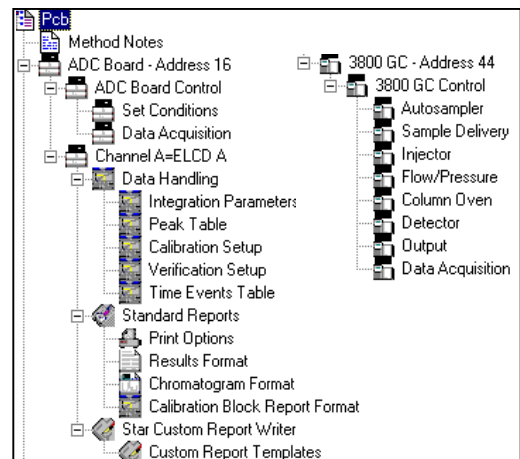 Pcb
Method Notes
ADC Board - Address 16
ADC Board Control
Set Conditions
Data Acquisition
Channel A=ELCD A
Data Handling
Integration Parameters
Peak Table
Calibration Setup
Verification Setup
Time Events Table
Standard Reports
Print Options
Results Format
Chromatogram Format
Calibration Block Report Format
Star Custom Report Writer
Custom Report Templates
3800 GC - Address 44
3800 GC Control
Autosampler
Sample Delivery
Injector
Flow/Pressure
Column Oven
Detector
Output
Data Acquisition